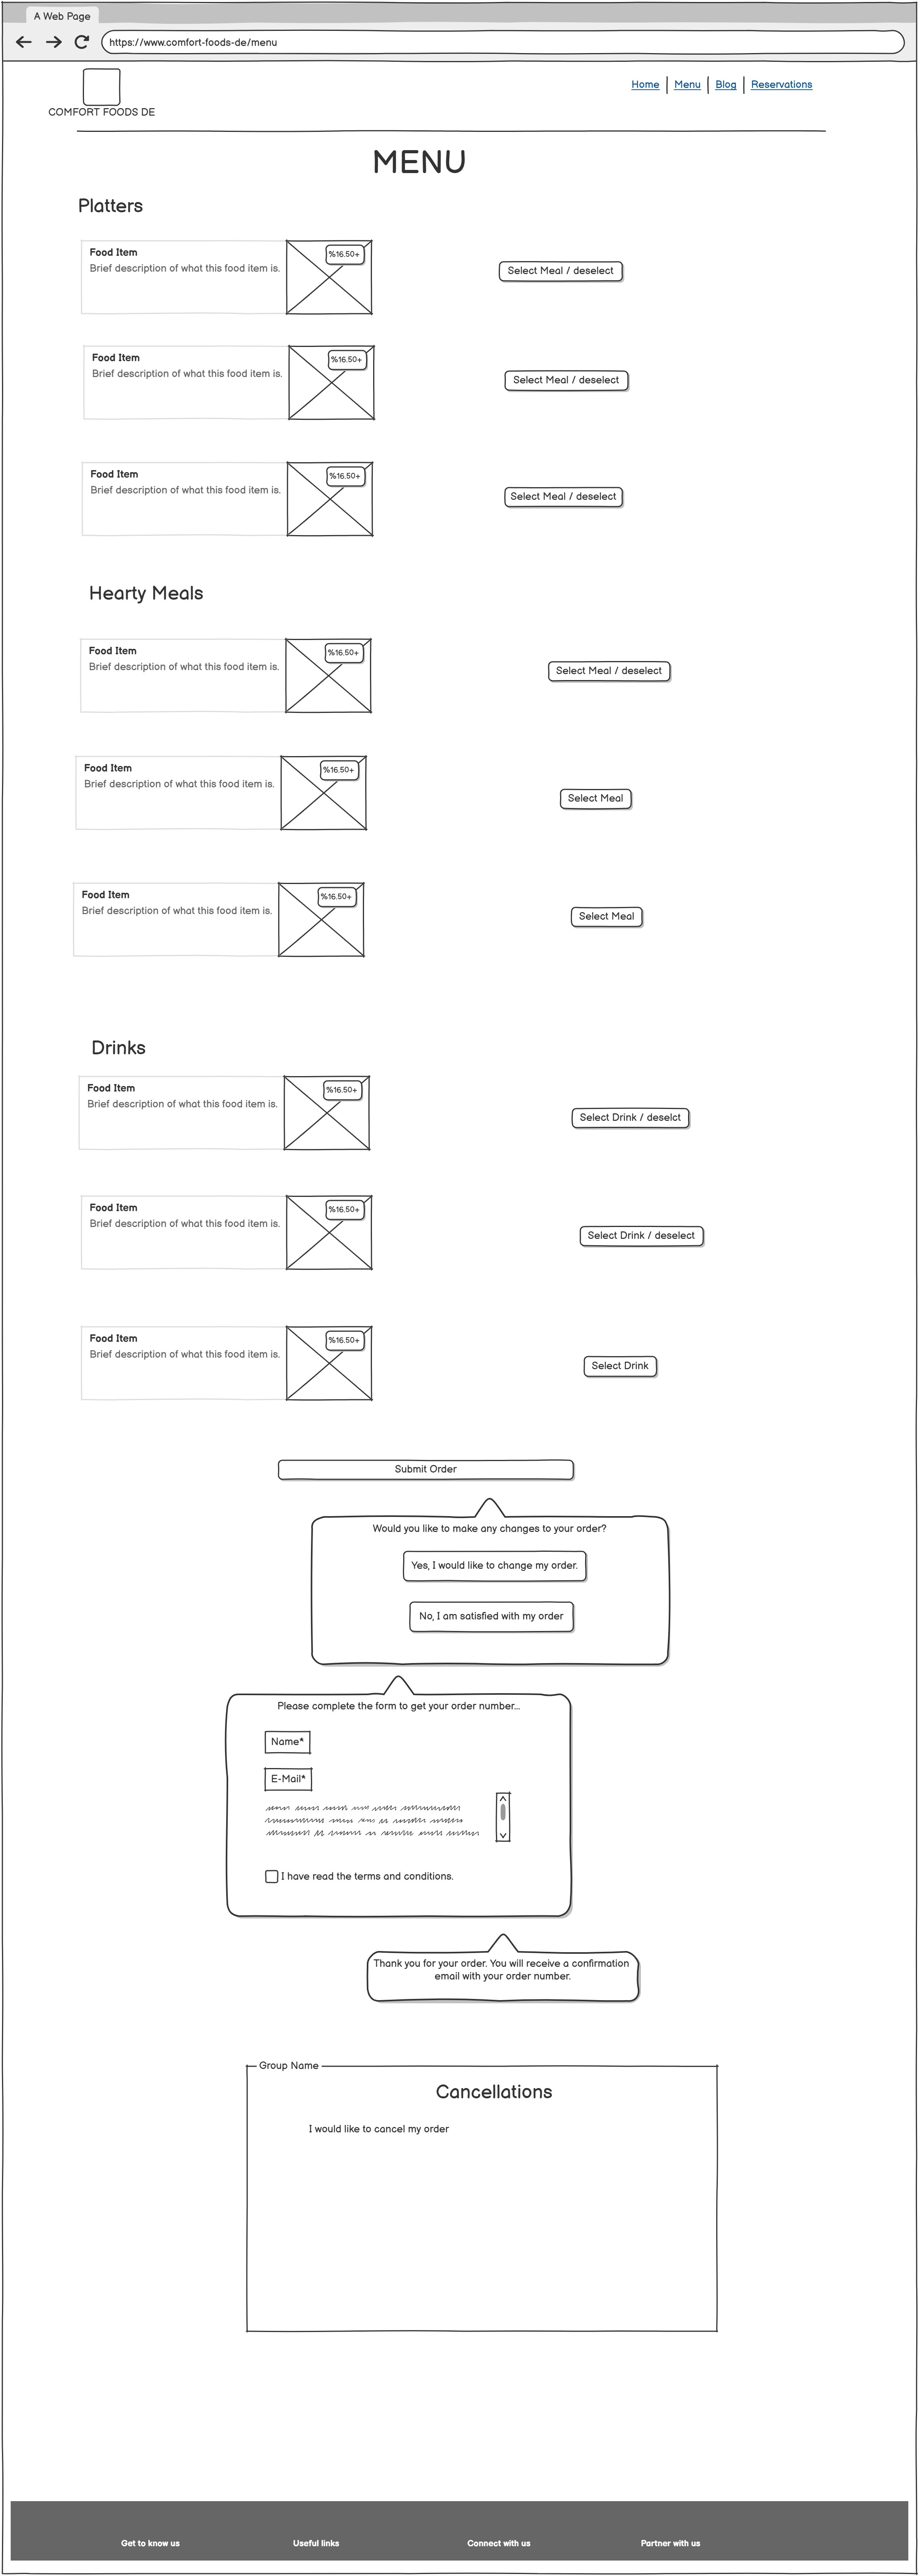 A Web Page
https://www.comfort-foods-de/menu
COMFORT FOODS DE
Home
Menu
Blog
Reservations
MENU
Platters
Food Item
Brief description of what this food item is.
%16.50+
Select Meal / deselect
Food Item
Brief description of what this food item is.
%16.50+
Select Meal / deselect
Food Item
Brief description of what this food item is.
%16.50+
Select Meal / deselect
Hearty Meals
Food Item
Brief description of what this food item is.
%16.50+
Select Meal / deselect
Food Item
Brief description of what this food item is.
%16.50+
Select Meal
Food Item
Brief description of what this food item is.
%16.50+
Select Meal
Drinks
Food Item
Brief description of what this food item is.
%16.50+
Select Drink / deselct
Food Item
Brief description of what this food item is.
%16.50+
Select Drink / deselect
Food Item
Brief description of what this food item is.
%16.50+
Select Drink
Submit Order
Would you like to make any changes to your order?
Yes, I would like to change my order.
No, I am satisfied with my order
Please complete the form to get your order number...
Name*
E-Mail*
I have read the terms and conditions.
Thank you for your order. You will receive a confirmation
email with your order number.
Group Name
Cancellations
I would like to cancel my order
Get to know us
Useful links
Connect with us
Partner with us